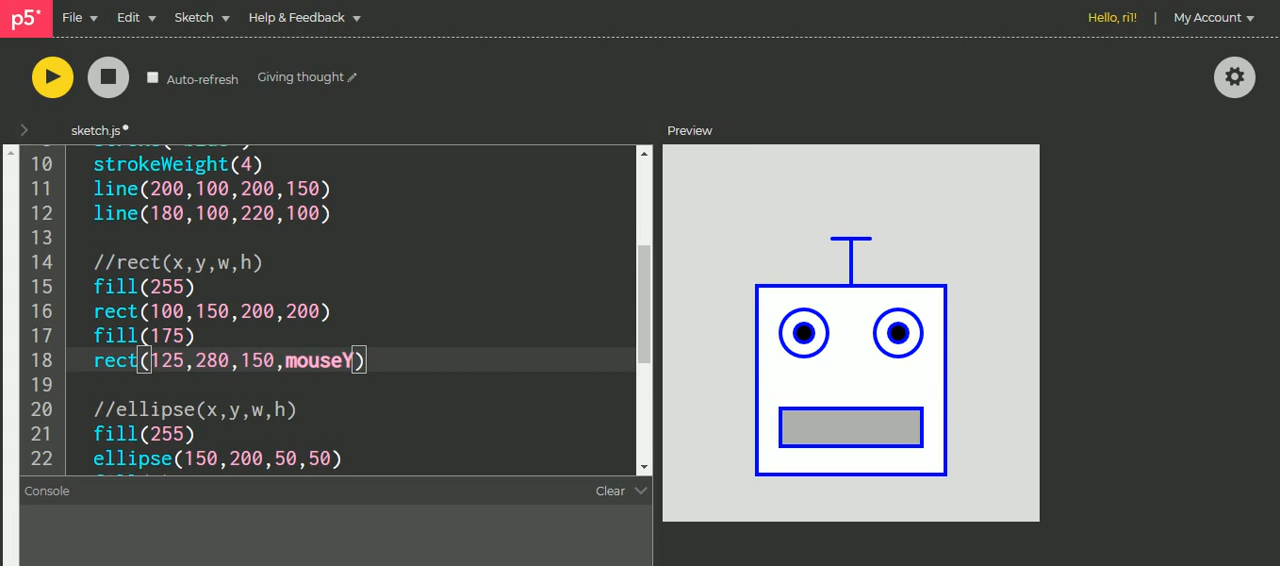 p5* File Edit Sketch Help & Feedback Hello, ri1! | My Account
Auto-refresh Giving thought
sketch.js Preview
10 strokeWeight(4)
11 line(200,100,200,150)
12 line(180,100,220,100)
13
14 //rect(x,y,w,h)
15 fill(255)
16 rect(100,150,200,200)
17 fill(175)
18 rect(125,280,150,mouseY)
19
20 //ellipse(x,y,w,h)
21 fill(255)
22 ellipse(150,200,50,50)
Console Clear